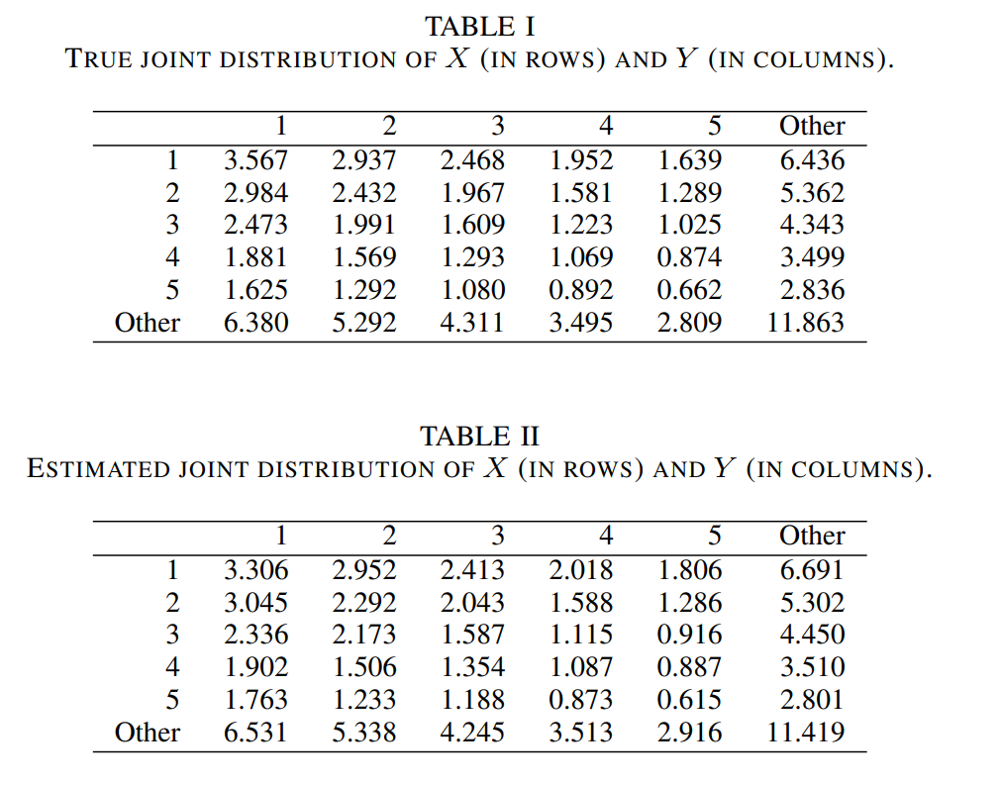 TABLE I
TRUE JOINT DISTRIBUTION OF X (IN ROWS) AND Y (IN COLUMNS).
1 2 3 4 5 Other
1 3.567 2.937 2.468 1.952 1.639 6.436
2 2.984 2.432 1.967 1.581 1.289 5.362
3 2.473 1.991 1.609 1.223 1.025 4.343
4 1.881 1.569 1.293 1.069 0.874 3.499
5 1.625 1.292 1.080 0.892 0.662 2.836
Other 6.380 5.292 4.311 3.495 2.809 11.863
TABLE II
ESTIMATED JOINT DISTRIBUTION OF X (IN ROWS) AND Y (IN COLUMNS).
1 2 3 4 5 Other
1 3.306 2.952 2.413 2.018 1.806 6.691
2 3.045 2.292 2.043 1.588 1.286 5.302
3 2.336 2.173 1.587 1.115 0.916 4.450
4 1.902 1.506 1.354 1.087 0.887 3.510
5 1.763 1.233 1.188 0.873 0.615 2.801
Other 6.531 5.338 4.245 3.513 2.916 11.419